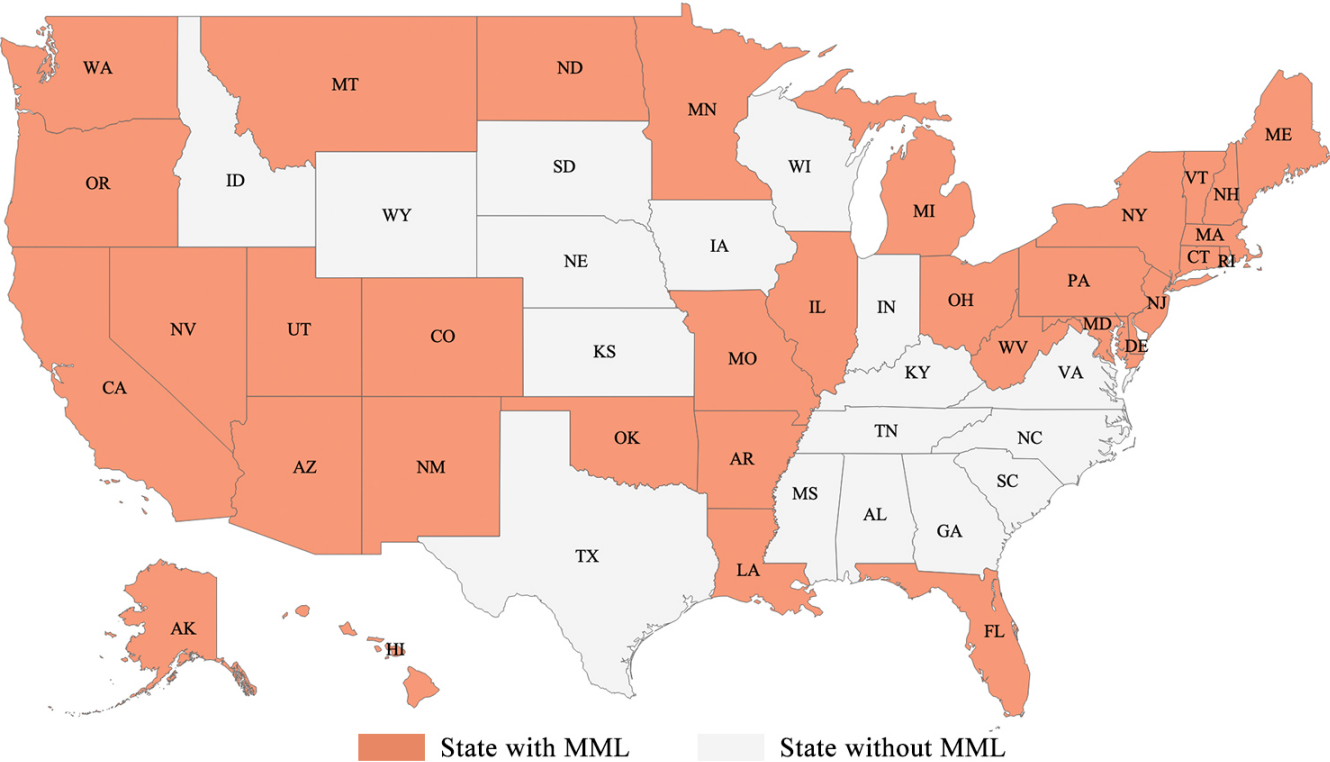 WA
MT
ND
MN
ME
OR
ID
WY
SD
WI
MI
VT
NH
NY
MA
CT
RI
IA
NE
PA
NV
UT
CO
KS
MO
IL
IN
OH
NJ
MD
DE
WV
KY
VA
CA
AZ
NM
OK
AR
TN
NC
SC
MS
AL
GA
TX
LA
FL
AK
HI
State with MML
State without MML